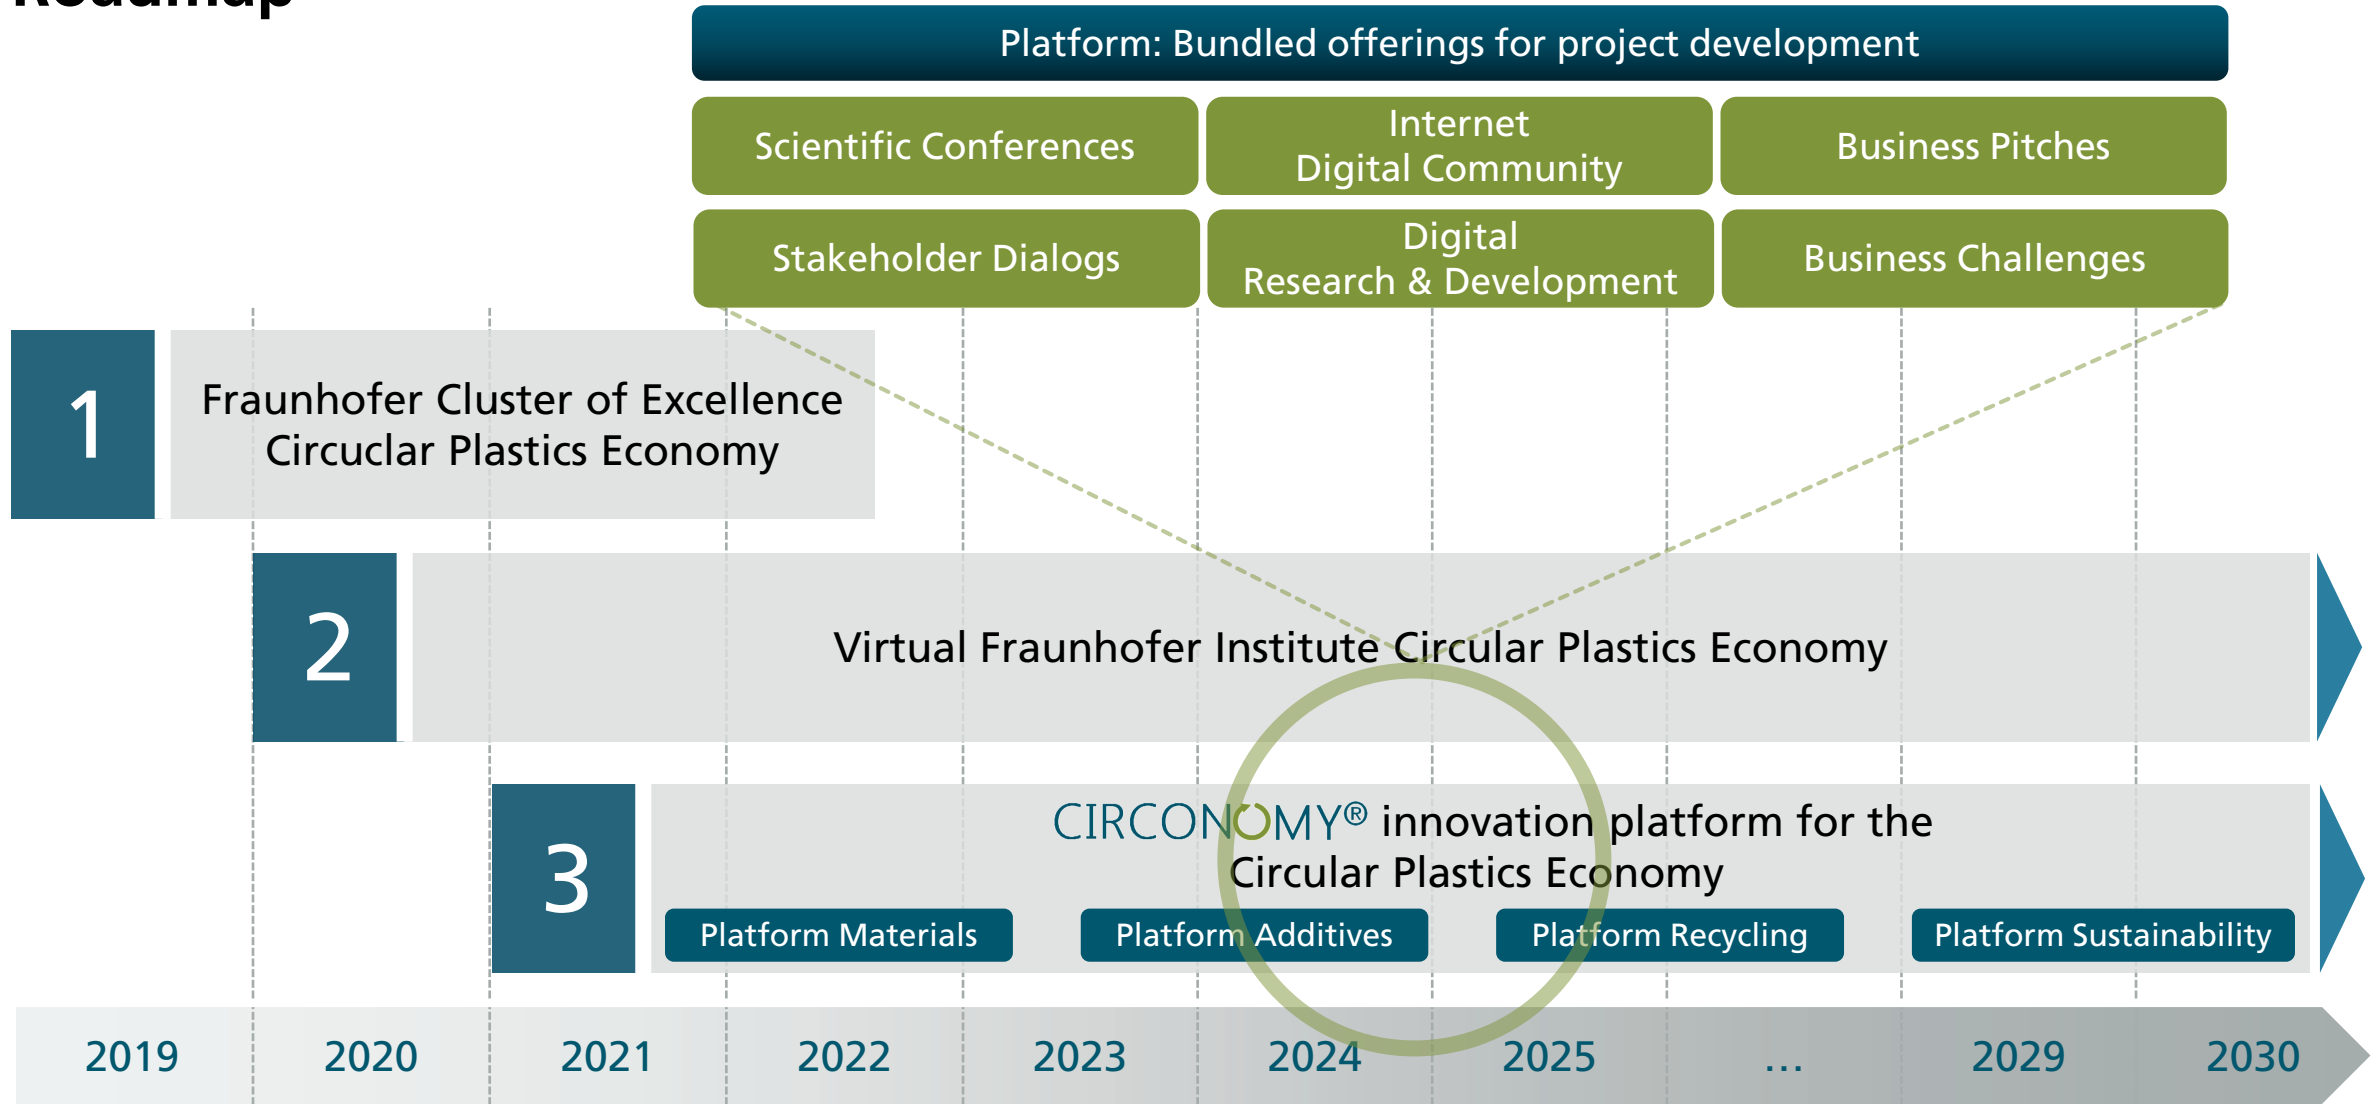 Roadmap
Platform: Bundled offerings for project development
Scientific Conferences
Internet
Digital Community
Business Pitches
Stakeholder Dialogs
Digital
Research & Development
Business Challenges
1
Fraunhofer Cluster of Excellence
Circuclar Plastics Economy
2
Virtual Fraunhofer Institute Circular Plastics Economy
3
CIRCONOMY® innovation platform for the
Circular Plastics Economy
Platform Materials
Platform Additives
Platform Recycling
Platform Sustainability
2019 2020 2021 2022 2023 2024 2025 ... 2029 2030